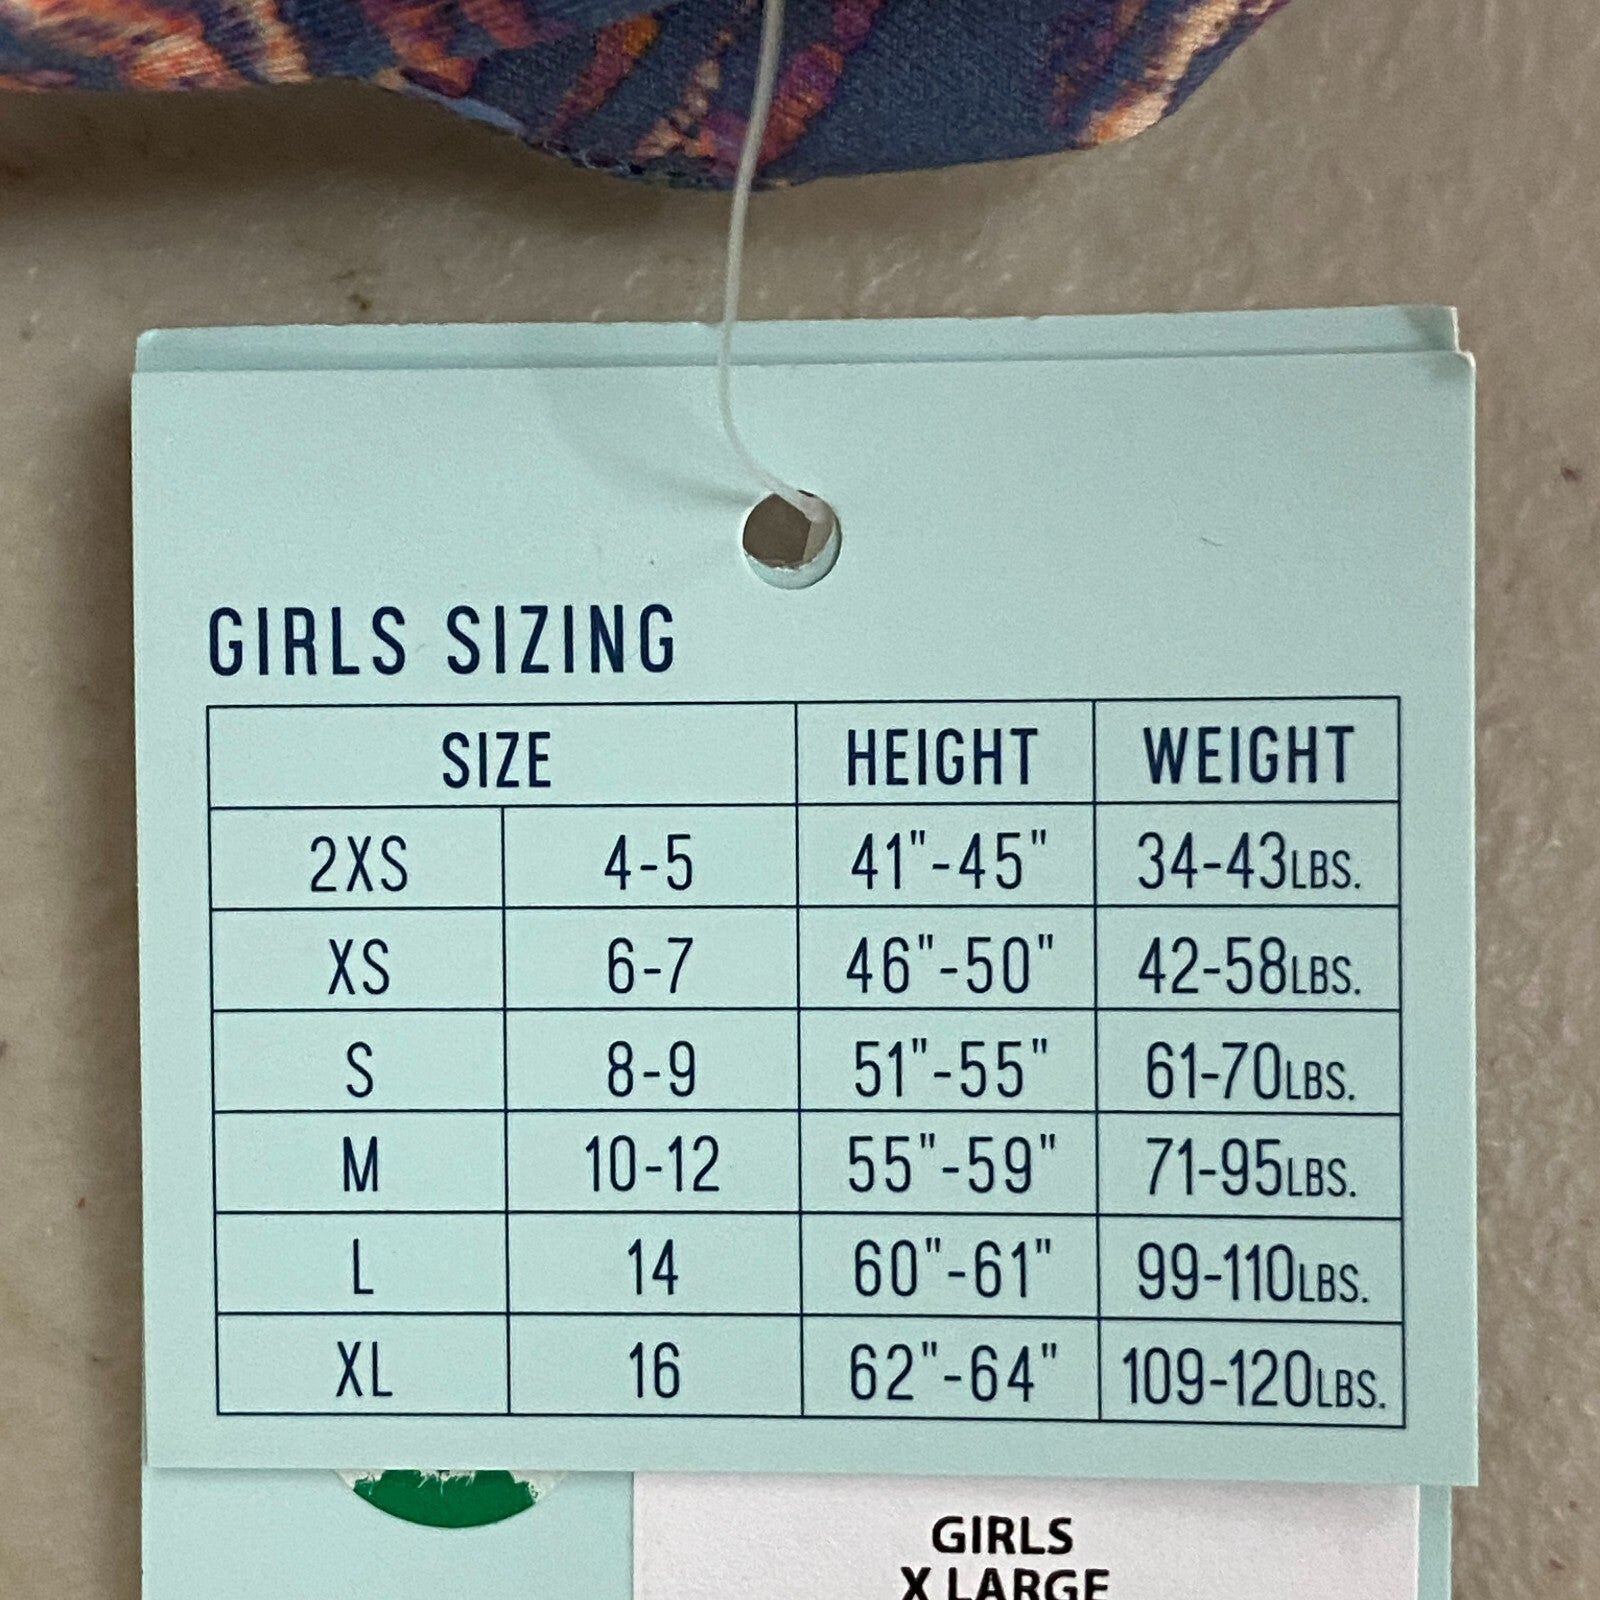 GIRLS SIZING
SIZE HEIGHT WEIGHT
2XS 4-5 41"-45" 34-43LBS.
XS 6-7 46"-50" 42-58LBS.
S 8-9 51"-55" 61-70LBS.
M 10-12 55"-59" 71-95LBS.
L 14 60"-61" 99-110LBS.
XL 16 62"-64" 109-120LBS.
GIRLS
X LARGE